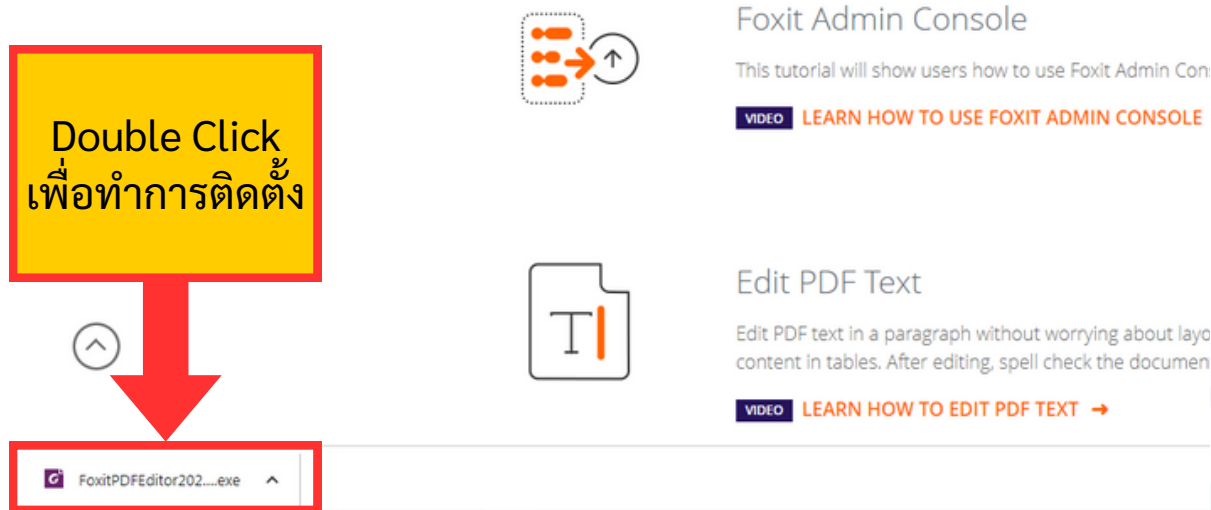 Double Click
เพื่อทำการติดตั้ง
Foxit Admin Console
This tutorial will show users how to use Foxit Admin Con
VIDEO LEARN HOW TO USE FOXIT ADMIN CONSOLE
Edit PDF Text
Edit PDF text in a paragraph without worrying about layo
content in tables. After editing, spell check the documen
VIDEO LEARN HOW TO EDIT PDF TEXT →
FoxitPDFEditor202....exe